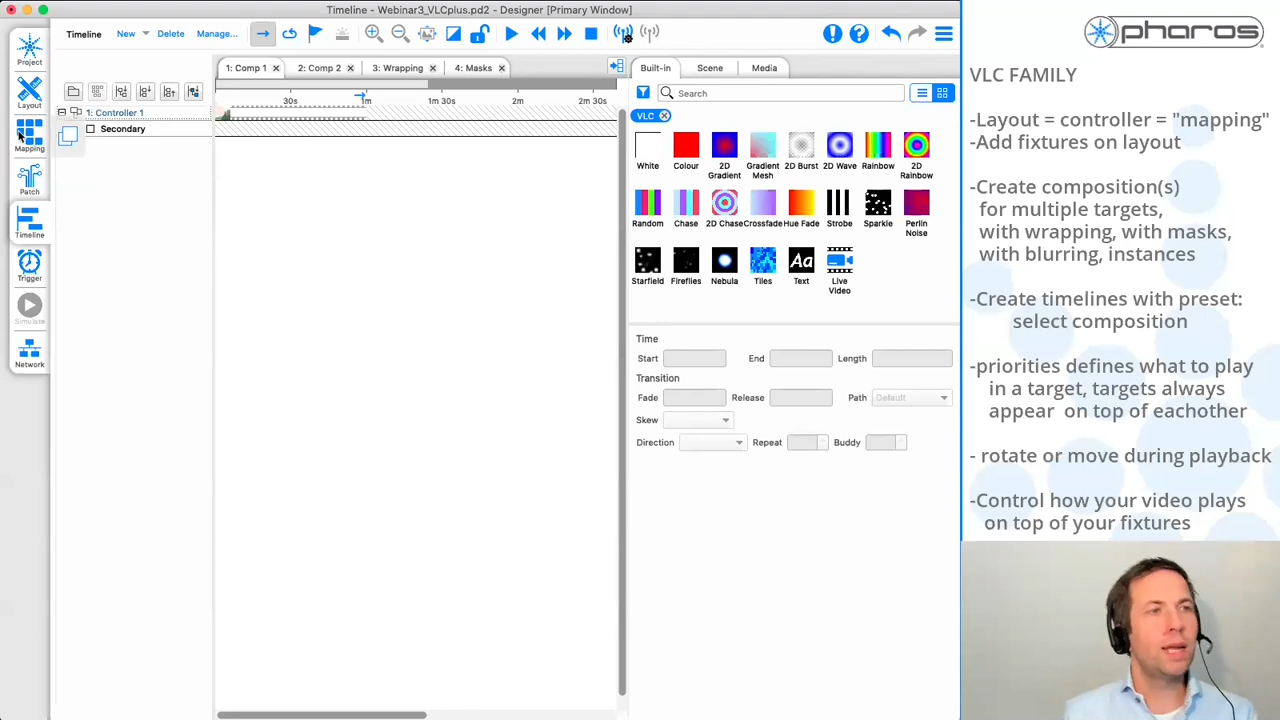 Timeline - Webinar3_VLCplus.pd2 - Designer [Primary Window]
Project
Layout
Mapping
Patch
Timeline
Trigger
Simulate
Network
Timeline New Delete Manage...
1: Comp 1 2: Comp 2 3: Wrapping 4: Masks
30s 1m 1m 30s 2m 2m 30s
1: Controller 1
Secondary
Built-in Scene Media
Search
VLC
White Colour 2D Gradient Gradient Mesh 2D Burst 2D Wave Rainbow 2D Rainbow
Random Chase 2D Chase Crossfade Hue Fade Strobe Sparkle Perlin Noise
Starfield Fireflies Nebula Tiles Text Live Video
Aa
Time
Start End Length
Transition
Fade Release Path Default
Skew
Direction Repeat Buddy
pharos
VLC FAMILY
-Layout = controller = "mapping"
-Add fixtures on layout
-Create composition(s)
for multiple targets,
with wrapping, with masks,
with blurring, instances
-Create timelines with preset:
select composition
-priorities defines what to play
in a target, targets always
appear on top of eachother
- rotate or move during playback
-Control how your video plays
on top of your fixtures